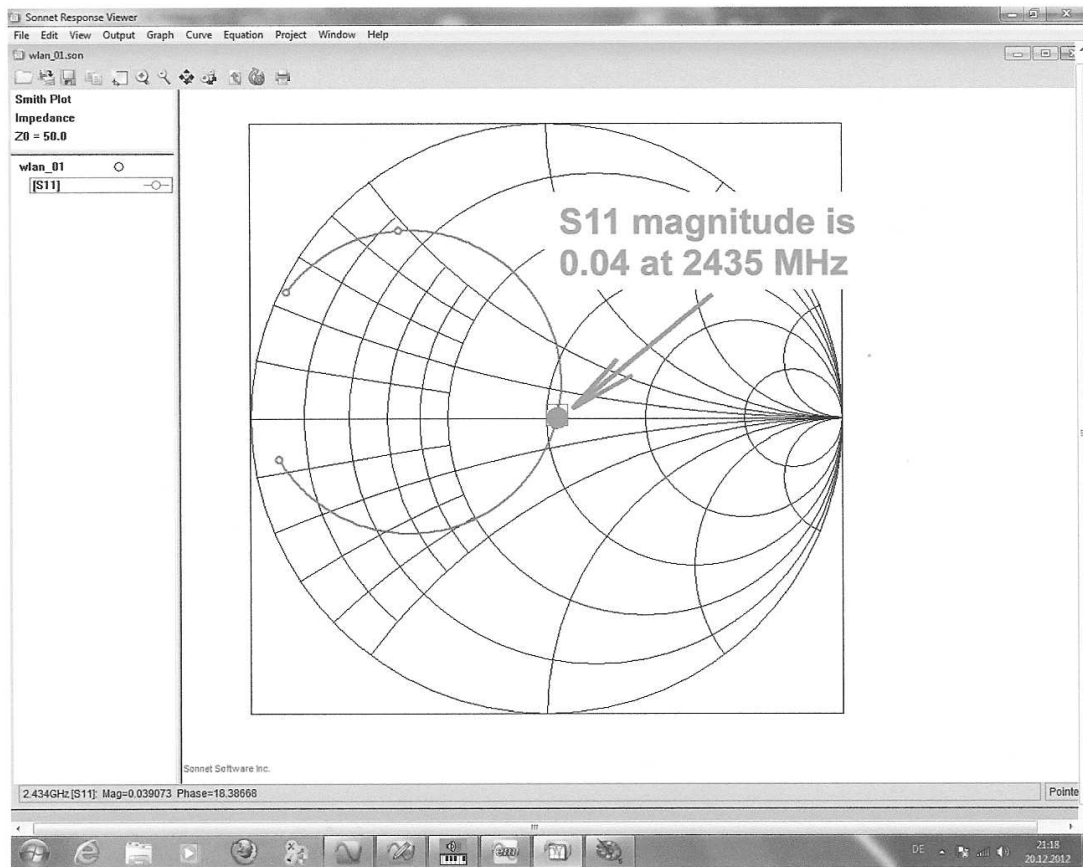 Sonnet Response Viewer
File Edit View Output Graph Curve Equation Project Window Help
wlan_01.son
Smith Plot
Impedance
Z0 = 50.0
wlan_01
[S11]
S11 magnitude is
0.04 at 2435 MHz
Sonnet Software Inc.
2.434GHz [S11]: Mag=0.039073 Phase=18.38668
Pointe
em
W
DE
21:18
20.12.2012